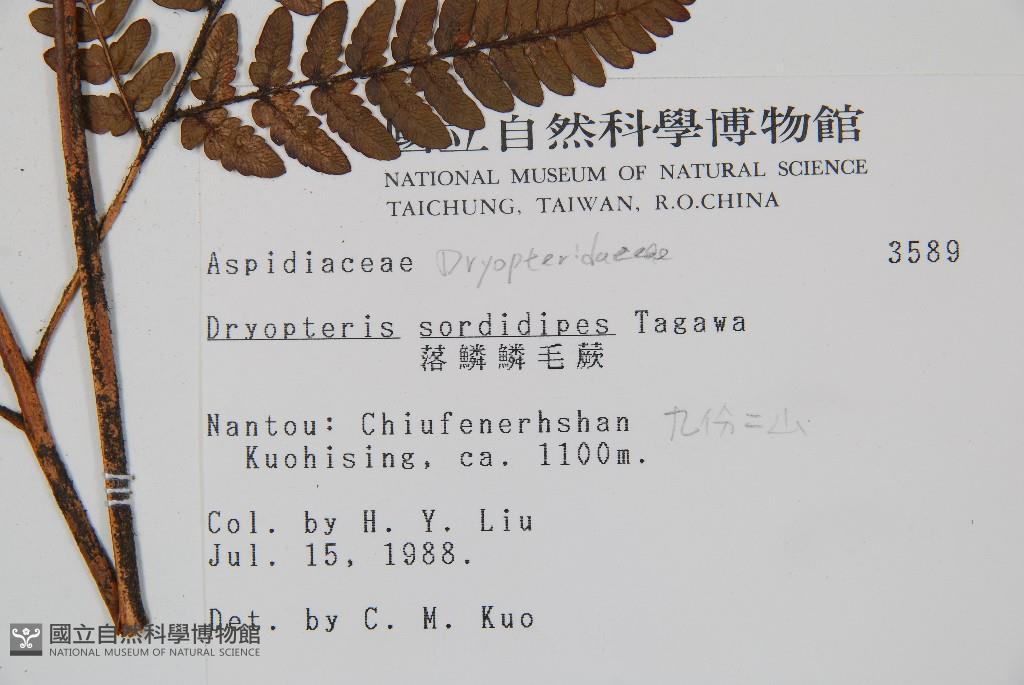 國立自然科學博物館
NATIONAL MUSEUM OF NATURAL SCIENCE
TAICHUNG, TAIWAN, R.O.CHINA
Aspidiaceae Dryopteridaceae 3589
Dryopteris sordidipes Tagawa
落鱗鱗毛蕨
Nantou: Chiufenerhshan 九份二山
Kuohising, ca. 1100m.
Col. by H. Y. Liu
Jul. 15, 1988.
Det. by C. M. Kuo
國立自然科學博物館
NATIONAL MUSEUM OF NATURAL SCIENCE